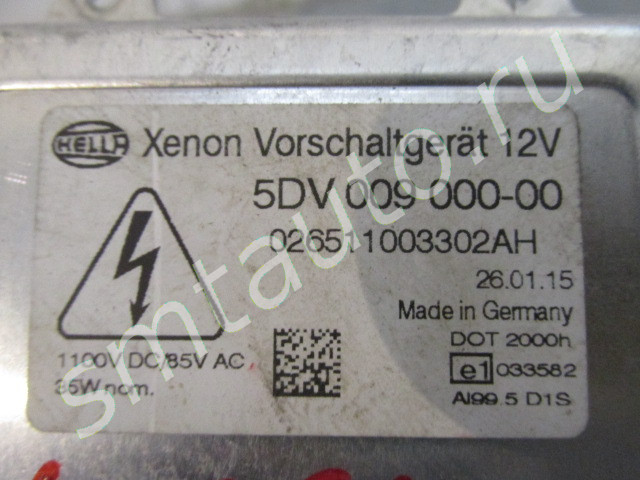 HELLA Xenon Vorschaltgerät 12V
5DV 009 000-00
026511003302AH
26.01.15
Made in Germany
DOT 2000h
1100V DC/85V AC
e1 033582
35W nom.
Al99.5 D1S
smtauto.ru